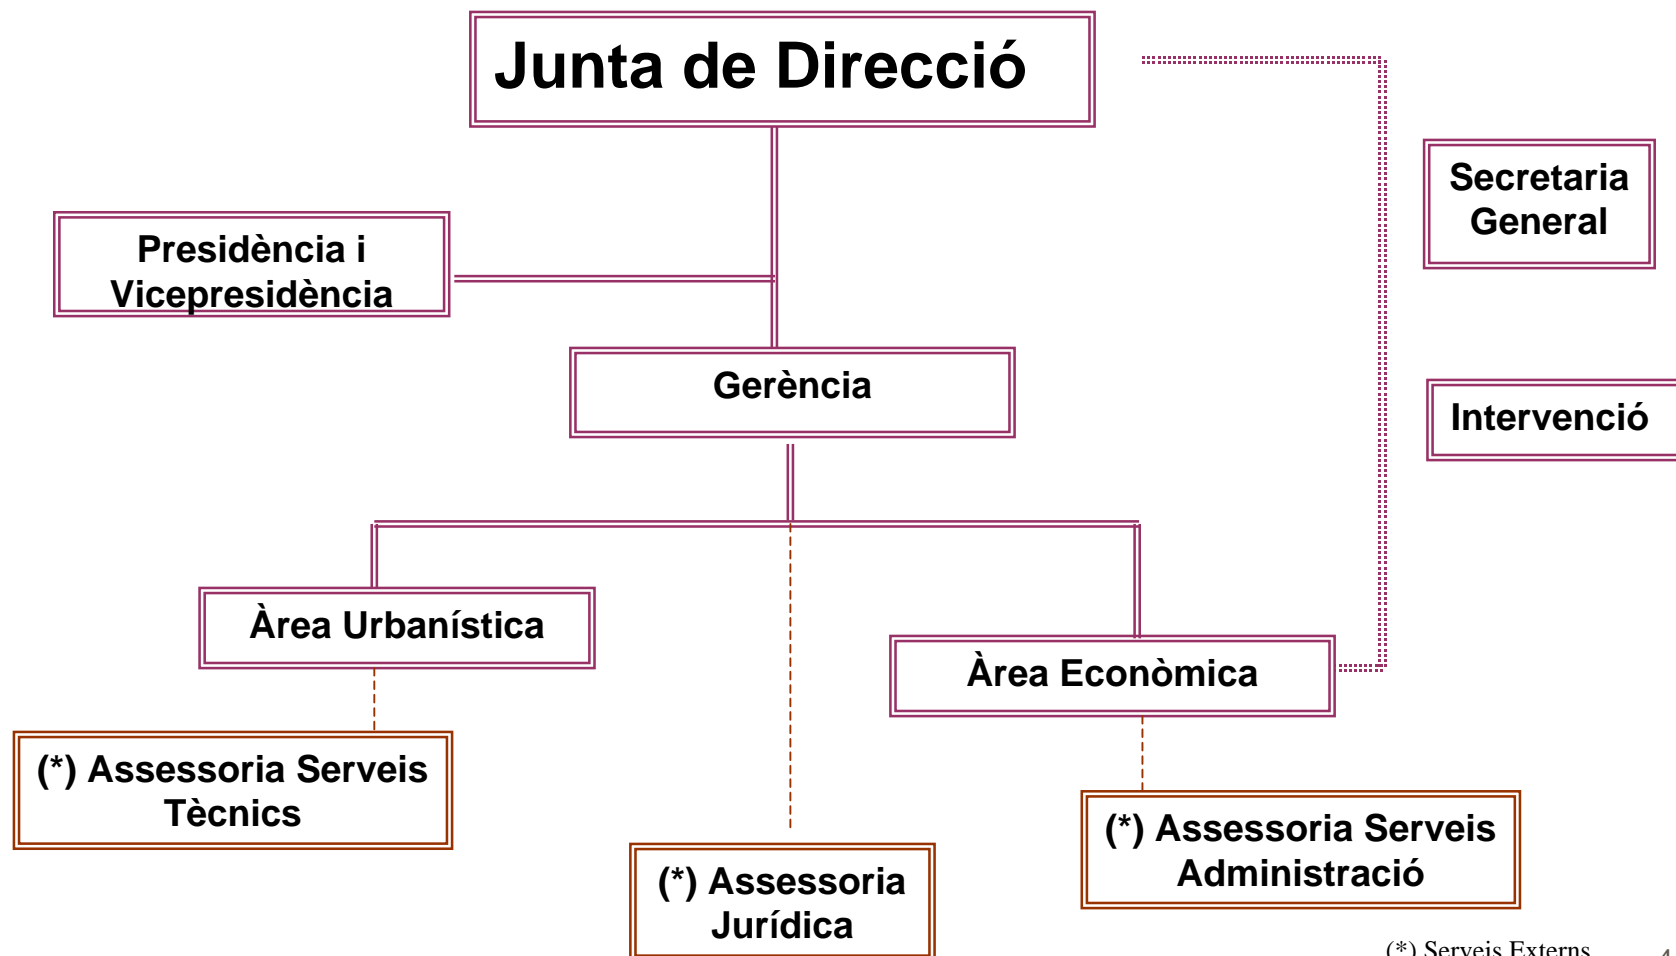 Junta de Direcció
Secretaria
General
Presidència i
Vicepresidència
Gerència
Intervenció
Àrea Urbanística
Àrea Econòmica
(*) Assessoria Serveis
Tècnics
(*) Assessoria Serveis
Administració
(*) Assessoria
Jurídica
(*) Serveis Externs
4